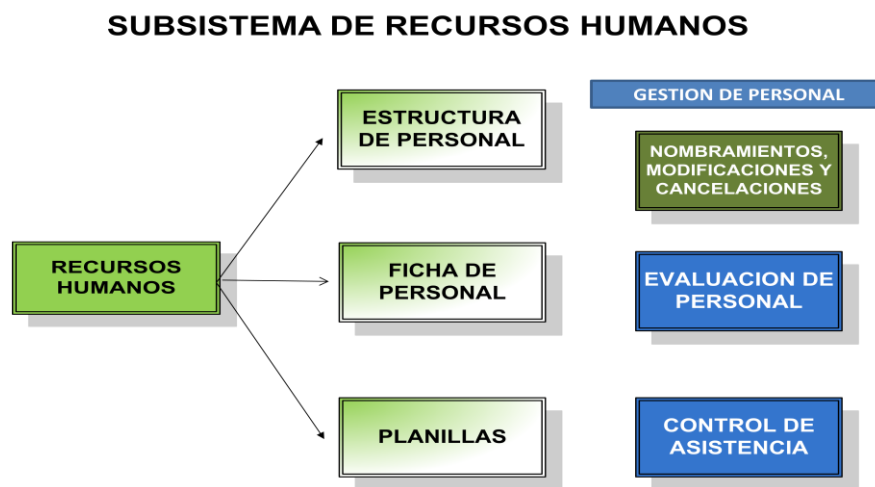 SUBSISTEMA DE RECURSOS HUMANOS
ESTRUCTURA
DE PERSONAL
GESTION DE PERSONAL
NOMBRAMIENTOS,
MODIFICACIONES Y
CANCELACIONES
RECURSOS
HUMANOS
FICHA DE
PERSONAL
EVALUACION DE
PERSONAL
PLANILLAS
CONTROL DE
ASISTENCIA